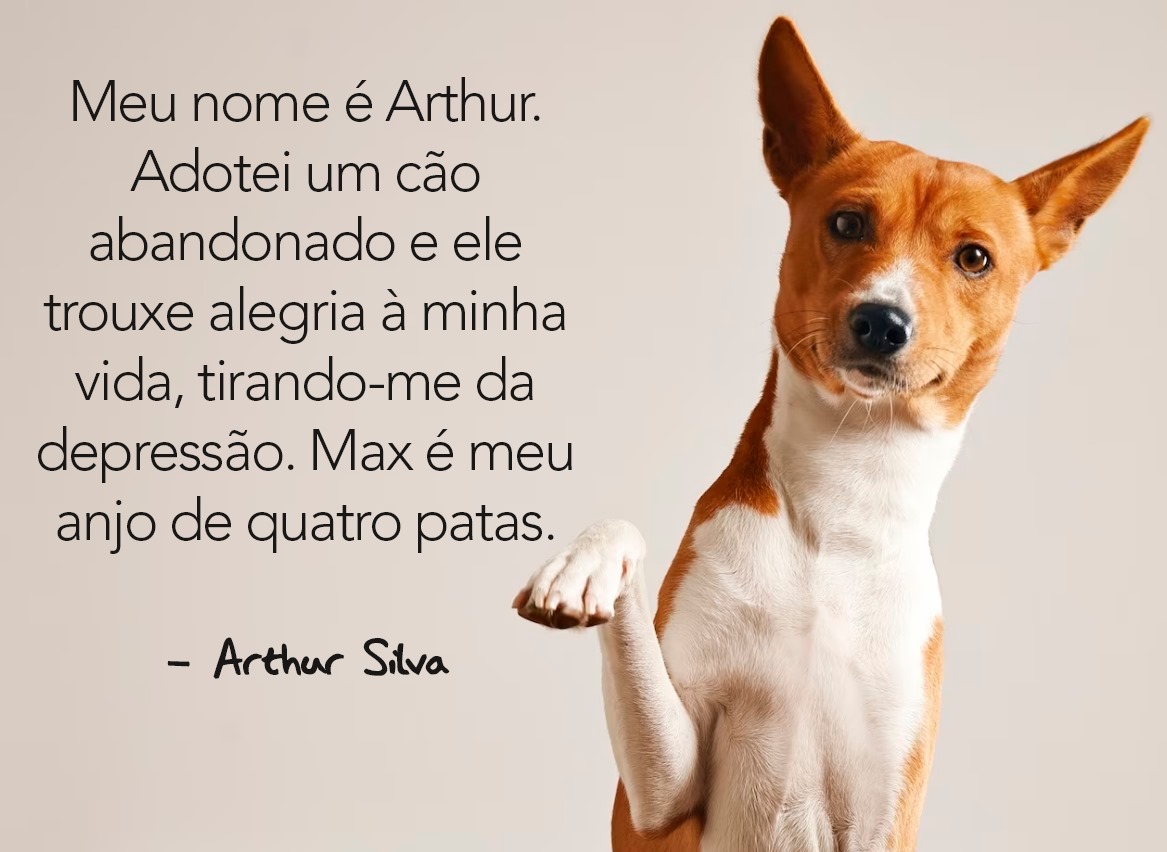 Meu nome é Arthur.
Adotei um cão
abandonado e ele
trouxe alegria à minha
vida, tirando-me da
depressão. Max é meu
anjo de quatro patas.
– Arthur Silva